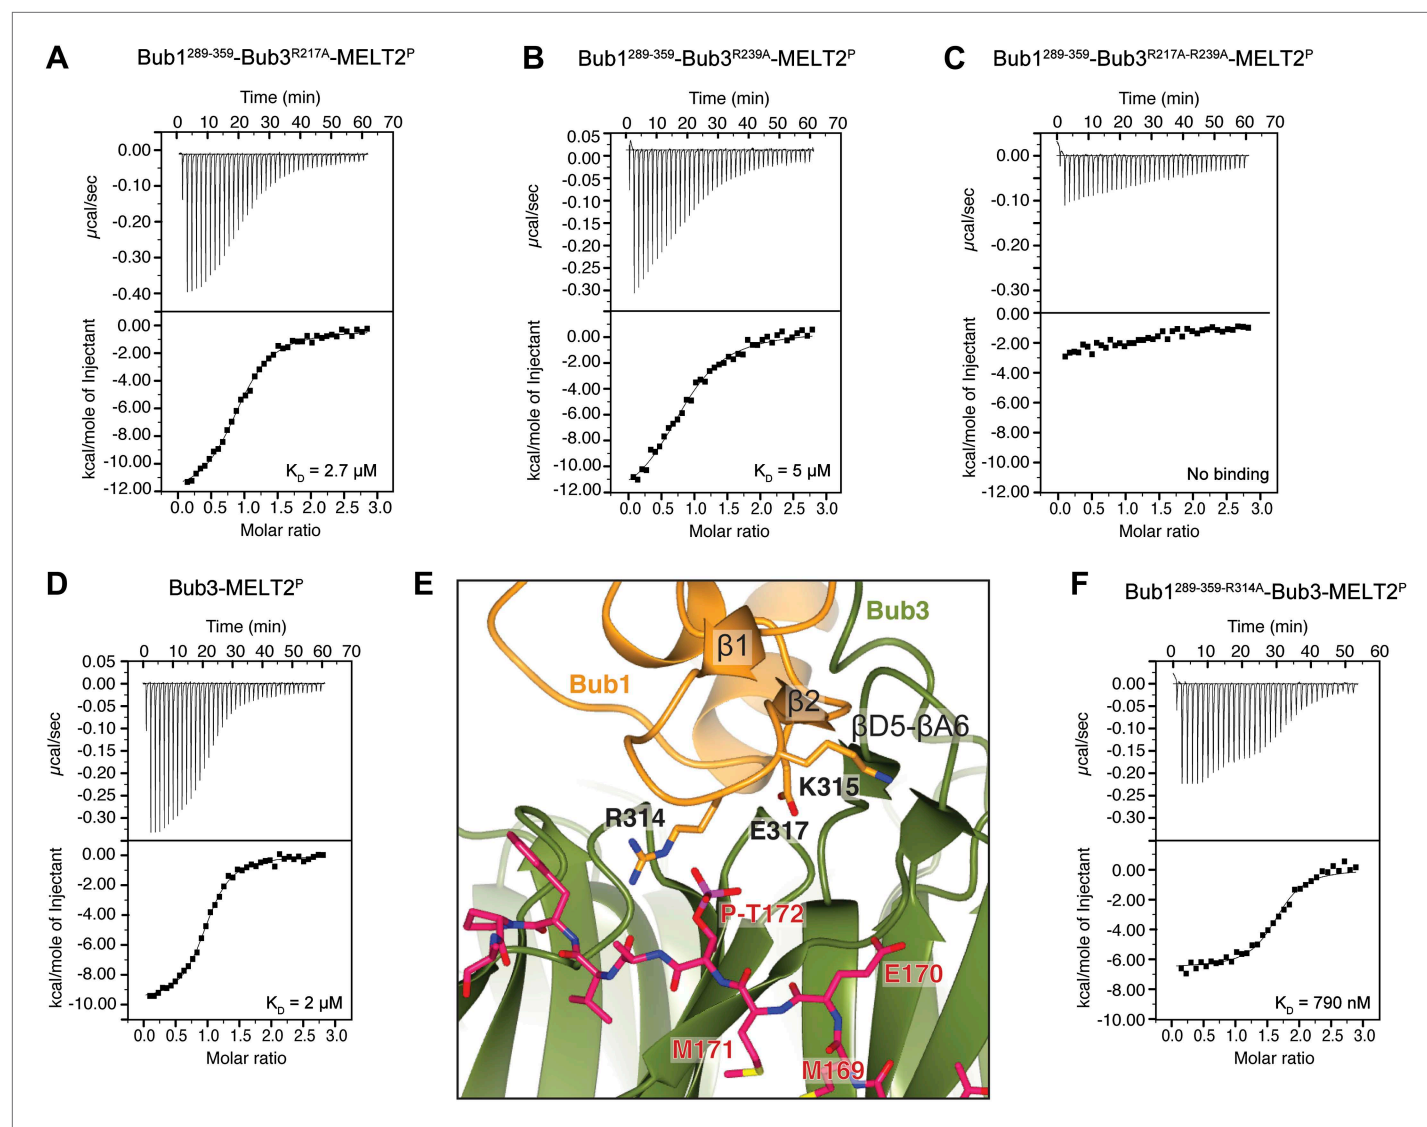 A
Bub1289-359-Bub3R217A-MELT2P
Time (min)
0 10 20 30 40 50 60 70
0.00
-0.10
-0.20
-0.30
-0.40
µcal/sec
0.00
-2.00
-4.00
-6.00
-8.00
-10.00
-12.00
kcal/mole of Injectant
KD = 2.7 µM
0.0 0.5 1.0 1.5 2.0 2.5 3.0
Molar ratio
B
Bub1289-359-Bub3R239A-MELT2P
Time (min)
0 10 20 30 40 50 60 70
0.05
0.00
-0.05
-0.10
-0.15
-0.20
-0.25
-0.30
µcal/sec
0.00
-2.00
-4.00
-6.00
-8.00
-10.00
-12.00
kcal/mole of Injectant
KD = 5 µM
0.0 0.5 1.0 1.5 2.0 2.5 3.0
Molar ratio
C
Bub1289-359-Bub3R217A-R239A-MELT2P
Time (min)
0 10 20 30 40 50 60 70
0.00
-0.10
-0.20
-0.30
µcal/sec
0.00
-2.00
-4.00
-6.00
-8.00
-10.00
-12.00
kcal/mole of Injectant
No binding
0.0 0.5 1.0 1.5 2.0 2.5 3.0
Molar ratio
D
Bub3-MELT2P
Time (min)
0 10 20 30 40 50 60 70
0.05
0.00
-0.05
-0.10
-0.15
-0.20
-0.25
-0.30
µcal/sec
0.00
-2.00
-4.00
-6.00
-8.00
-10.00
kcal/mole of Injectant
KD = 2 µM
0.0 0.5 1.0 1.5 2.0 2.5 3.0
Molar ratio
E
Bub3
β1
Bub1
β2
βD5-βA6
K315
R314
E317
P-T172
E170
M171
M169
F
Bub1289-359-R314A-Bub3-MELT2P
Time (min)
0 10 20 30 40 50 60
0.00
-0.05
-0.10
-0.15
-0.20
-0.25
-0.30
µcal/sec
0.00
-2.00
-4.00
-6.00
-8.00
-10.00
kcal/mole of Injectant
KD = 790 nM
0.0 0.5 1.0 1.5 2.0 2.5 3.0
Molar ratio